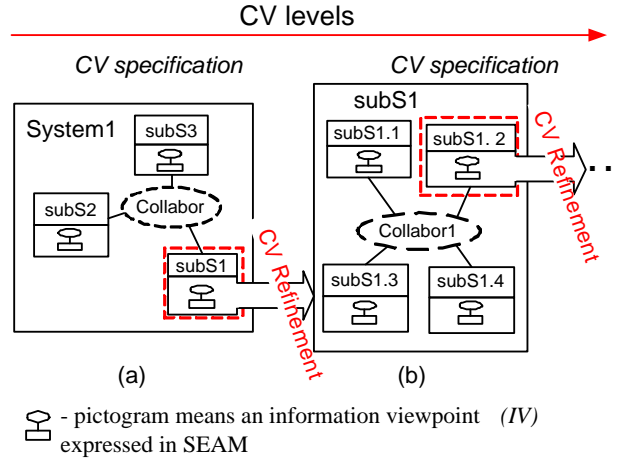 CV levels
CV specification
CV specification
System1
subS3
subS2
Collabor
subS1
CV Refinement
(a)
subS1
subS1.1
subS1. 2
Collabor1
subS1.3
subS1.4
CV Refinement
..
(b)
- pictogram means an information viewpoint (IV)
expressed in SEAM